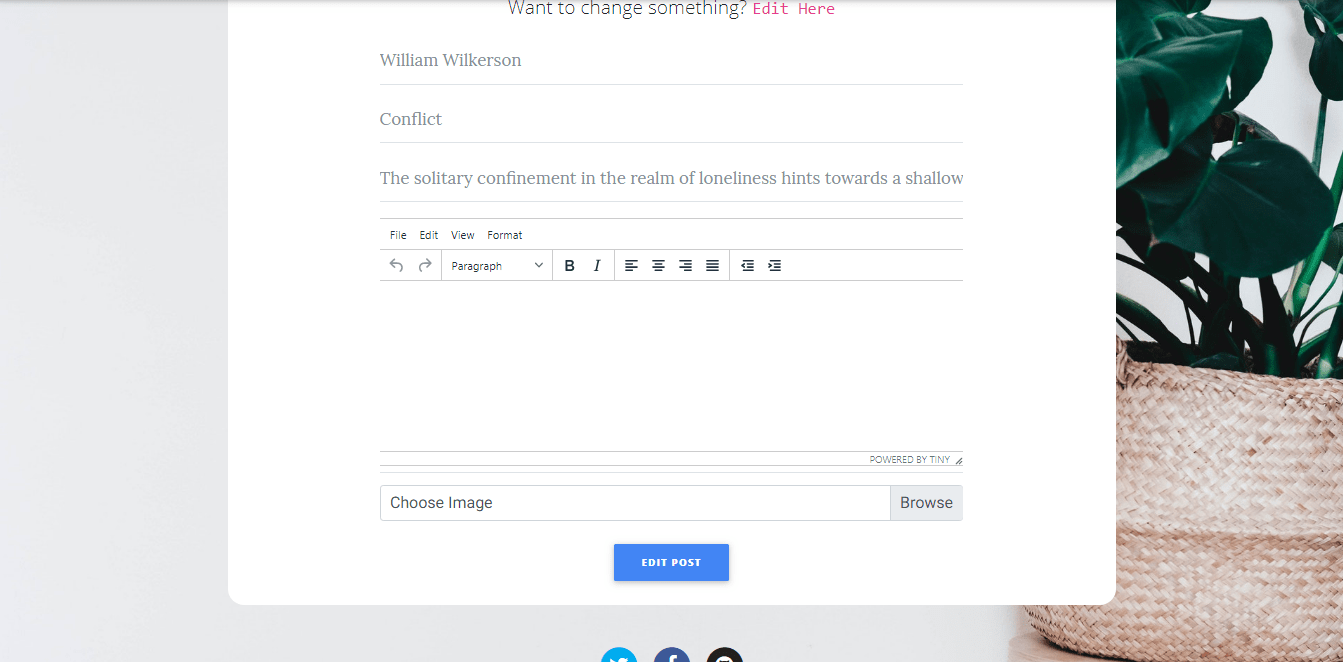 Want to change something? Edit Here
William Wilkerson
Conflict
The solitary confinement in the realm of loneliness hints towards a shallow
File Edit View Format
Paragraph B I
POWERED BY TINY
Choose Image Browse
EDIT POST